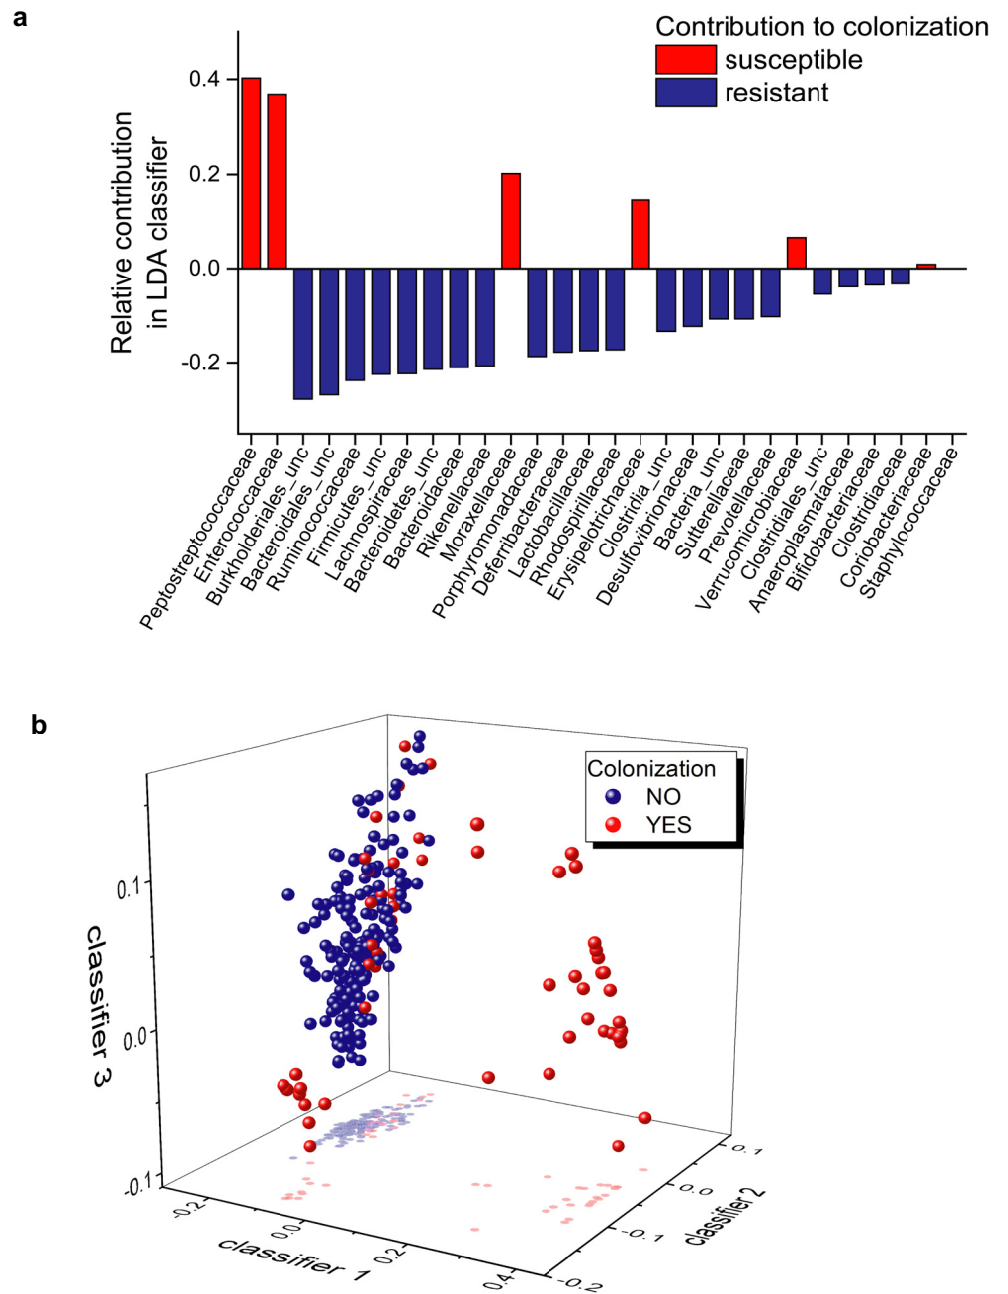 a
Contribution to colonization
susceptible
resistant
Relative contribution
in LDA classifier
0.4
0.2
0.0
-0.2
Peptostreptococcaceae
Enterococcaceae
Burkholderiales_unc
Bacteroidales_unc
Ruminococcaceae
Firmicutes_unc
Lachnospiraceae
Bacteroidetes_unc
Bacteroidaceae
Rikenellaceae
Moraxellaceae
Porphyromonadaceae
Deferribacteraceae
Lactobacillaceae
Rhodospirillaceae
Erysipelotrichaceae
Clostridia_unc
Desulfovibrionaceae
Bacteria_unc
Sutterellaceae
Prevotellaceae
Verrucomicrobiaceae
Clostridiales_unc
Anaeroplasmataceae
Bifidobacteriaceae
Clostridiaceae
Coriobacteriaceae
Staphylococcaceae
b
Colonization
NO
YES
classifier 3
0.1
0.0
-0.1
-0.2
0.0
0.2
0.4
classifier 1
0.1
0.0
-0.1
-0.2
classifier 2